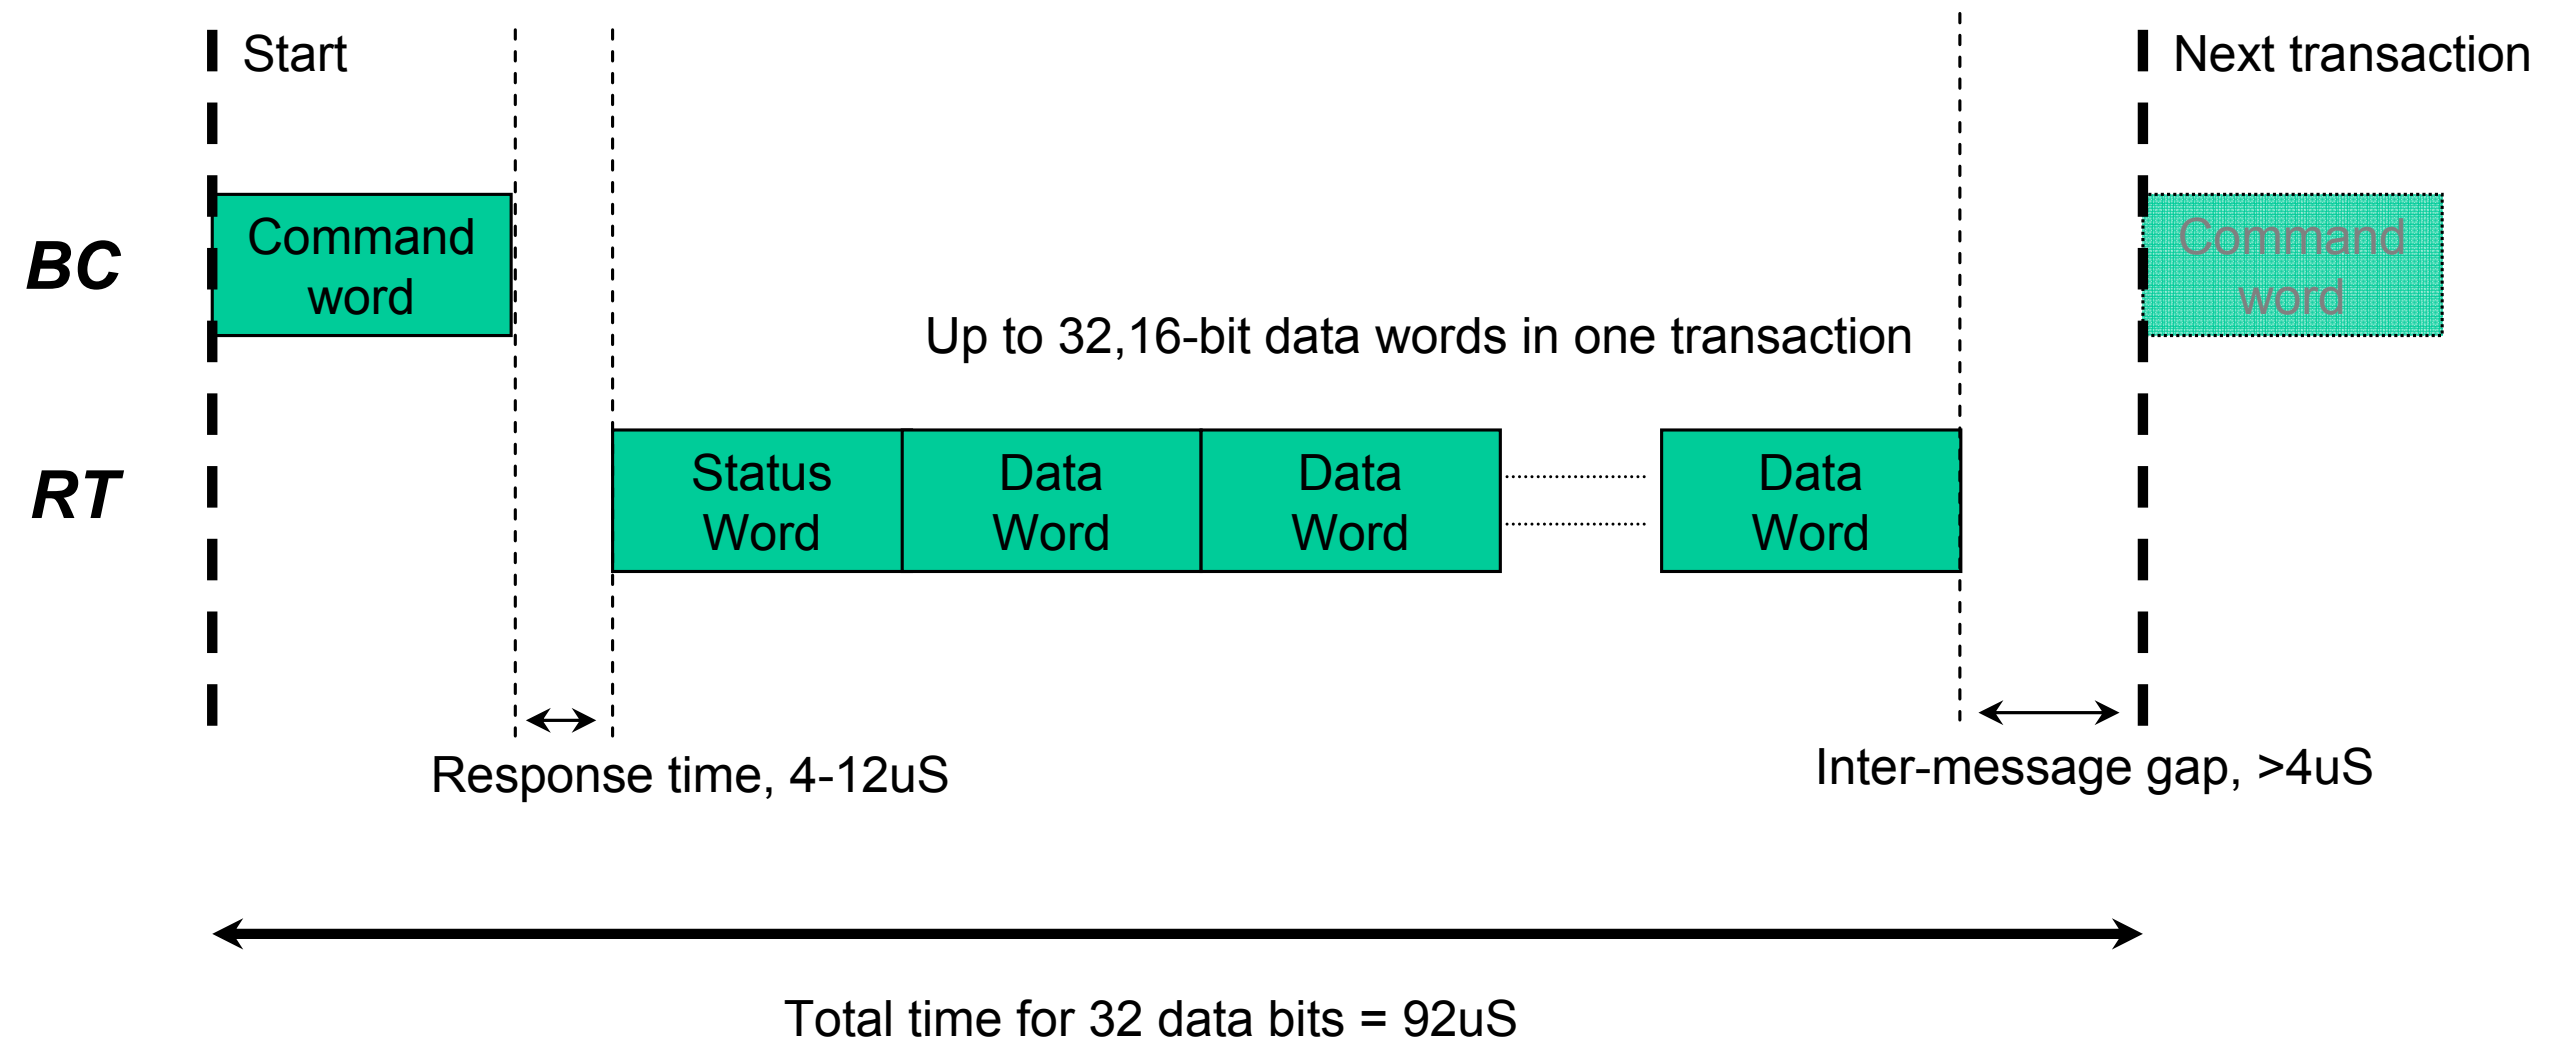 Start
Next transaction
BC
Command
word
Command
word
Up to 32,16-bit data words in one transaction
RT
Status
Word
Data
Word
Data
Word
Data
Word
Response time, 4-12uS
Inter-message gap, >4uS
Total time for 32 data bits = 92uS